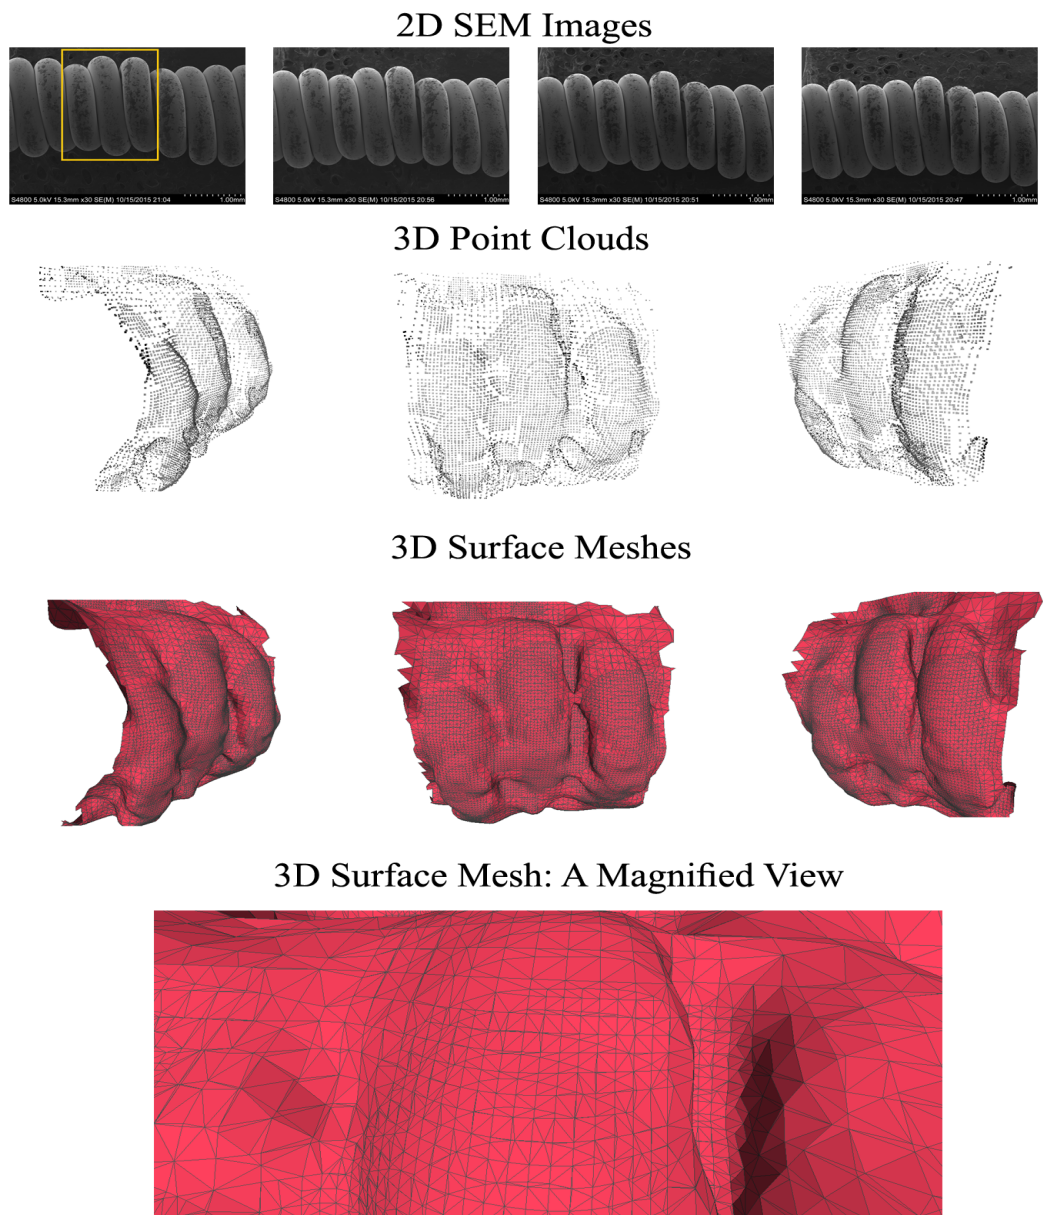 2D SEM Images
S4800 5.0kV 15.3mm x30 SE(M) 10/15/2015 21:04 1.00mm
S4800 5.0kV 15.3mm x30 SE(M) 10/15/2015 20:56 1.00mm
S4800 5.0kV 15.3mm x30 SE(M) 10/15/2015 20:51 1.00mm
S4800 5.0kV 15.3mm x30 SE(M) 10/15/2015 20:47 1.00mm
3D Point Clouds
3D Surface Meshes
3D Surface Mesh: A Magnified View